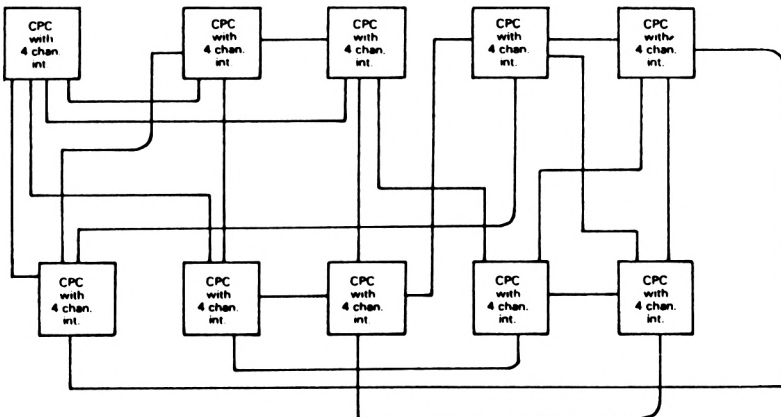 CPC
with
4 chan.
int.
CPC
with
4 chan.
int.
CPC
with
4 chan.
int.
CPC
with
4 chan.
int.
CPC
with
4 chan.
int.
CPC
with
4 chan.
int.
CPC
with
4 chan.
int.
CPC
with
4 chan.
int.
CPC
with
4 chan.
int.
CPC
with
4 chan.
int.